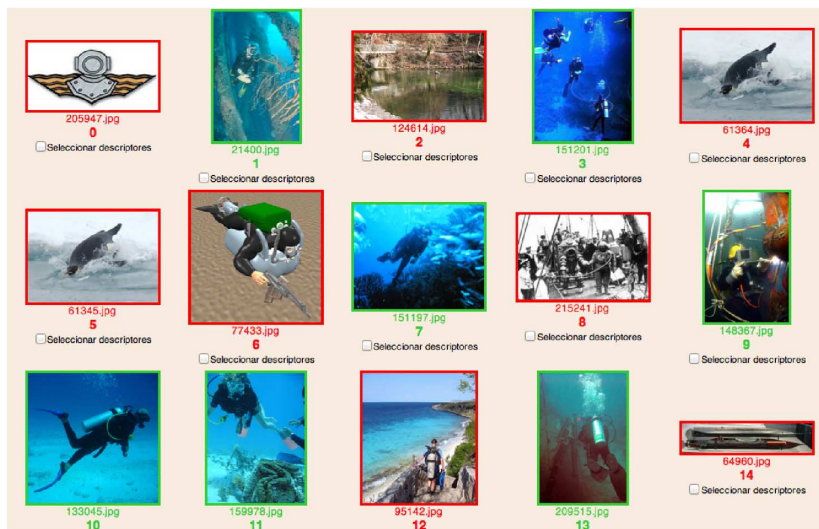 205947.jpg
0
Seleccionar descriptores
21400.jpg
1
Seleccionar descriptores
124614.jpg
2
Seleccionar descriptores
151201.jpg
3
Seleccionar descriptores
61364.jpg
4
Seleccionar descriptores
61345.jpg
5
Seleccionar descriptores
77433.jpg
6
Seleccionar descriptores
151197.jpg
7
Seleccionar descriptores
215241.jpg
8
Seleccionar descriptores
148367.jpg
9
Seleccionar descriptores
133045.jpg
10
159978.jpg
11
95142.jpg
12
209515.jpg
13
64960.jpg
14
Seleccionar descriptores